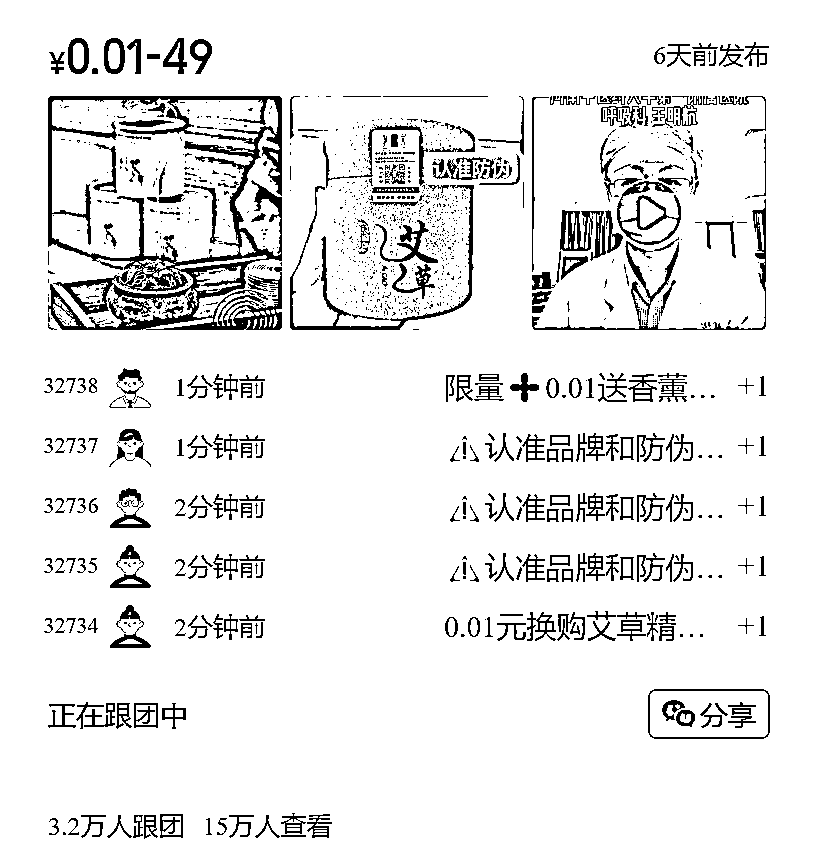 ¥0.01-49
6天前发布
认准防伪
艾
草
呼吸科 王明航
32738 1分钟前 限量➕0.01送香薰... +1
32737 1分钟前 ⚠认准品牌和防伪... +1
32736 2分钟前 ⚠认准品牌和防伪... +1
32735 2分钟前 ⚠认准品牌和防伪... +1
32734 2分钟前 0.01元换购艾草精... +1
正在跟团中
分享
3.2万人跟团 15万人查看